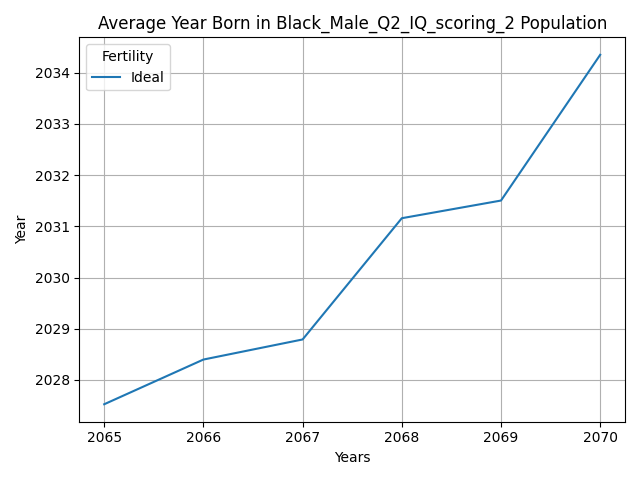 Average Year Born in Black_Male_Q2_IQ_scoring_2 Population
Fertility
Ideal
2034
2033
2032
2031
2030
2029
2028
Year
2065 2066 2067 2068 2069 2070
Years